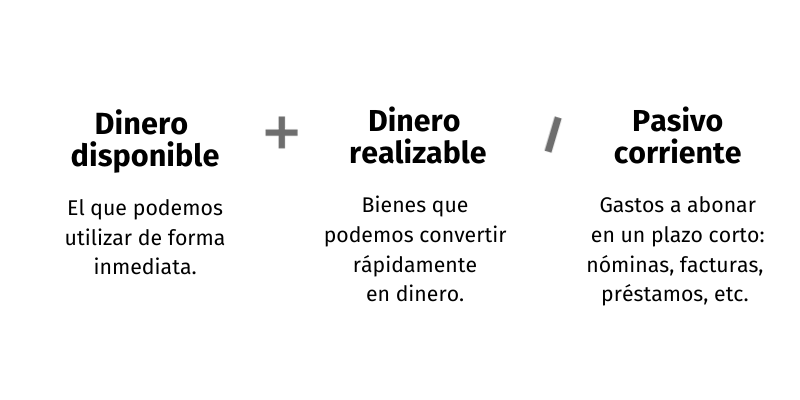 Dinero
disponible
El que podemos
utilizar de forma
inmediata.
+
Dinero
realizable
Bienes que
podemos convertir
rápidamente
en dinero.
/
Pasivo
corriente
Gastos a abonar
en un plazo corto:
nóminas, facturas,
préstamos, etc.